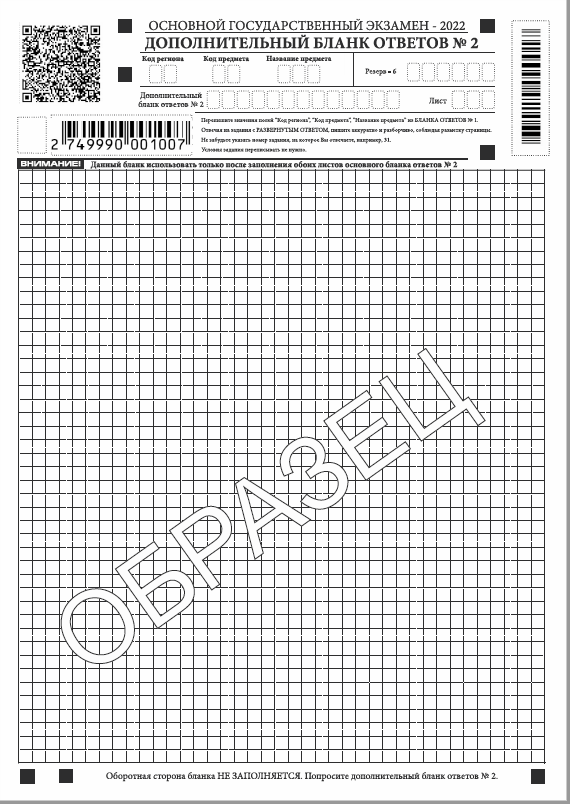 ОСНОВНОЙ ГОСУДАРСТВЕННЫЙ ЭКЗАМЕН - 2022
ДОПОЛНИТЕЛЬНЫЙ БЛАНК ОТВЕТОВ № 2
Код региона Код предмета Название предмета
Резерв - 6
Дополнительный
бланк ответов № 2
Лист
Перепишите значения полей "Код региона", "Код предмета", "Название предмета" из БЛАНКА ОТВЕТОВ № 1.
Отвечая на задания с РАЗВЕРНУТЫМ ОТВЕТОМ, пишите аккуратно и разборчиво, соблюдая разметку страницы.
Не забудьте указать номер задания, на которое Вы отвечаете, например, 31.
Условия задания переписывать не нужно.
2 749990 001007
ВНИМАНИЕ! Данный бланк использовать только после заполнения обоих листов основного бланка ответов № 2
ОБРАЗЕЦ
Оборотная сторона бланка НЕ ЗАПОЛНЯЕТСЯ. Попросите дополнительный бланк ответов № 2.